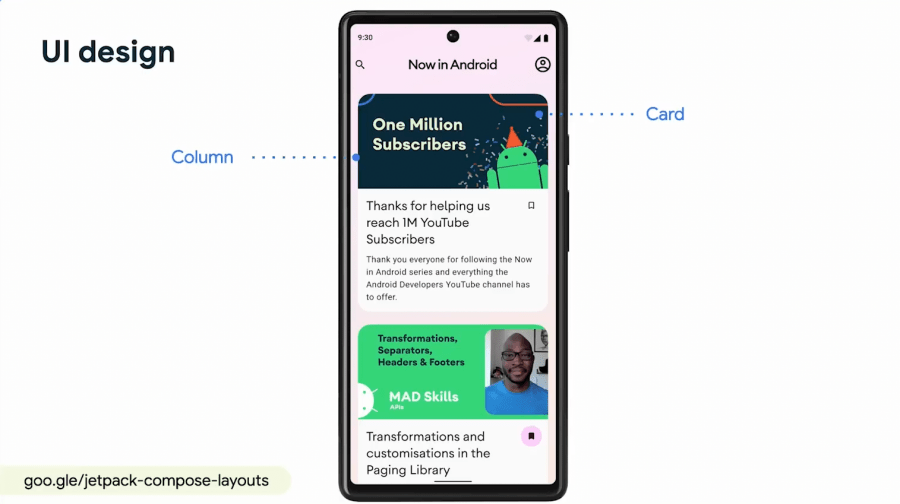 UI design
9:30
Now in Android
One Million
Subscribers
Card
Column
Thanks for helping us
reach 1M YouTube
Subscribers
Thank you everyone for following the Now
in Android series and everything the
Android Developers YouTube channel has
to offer.
Transformations,
Separators,
Headers & Footers
MAD Skills
APIs
Transformations and
customisations in the
Paging Library
goo.gle/jetpack-compose-layouts